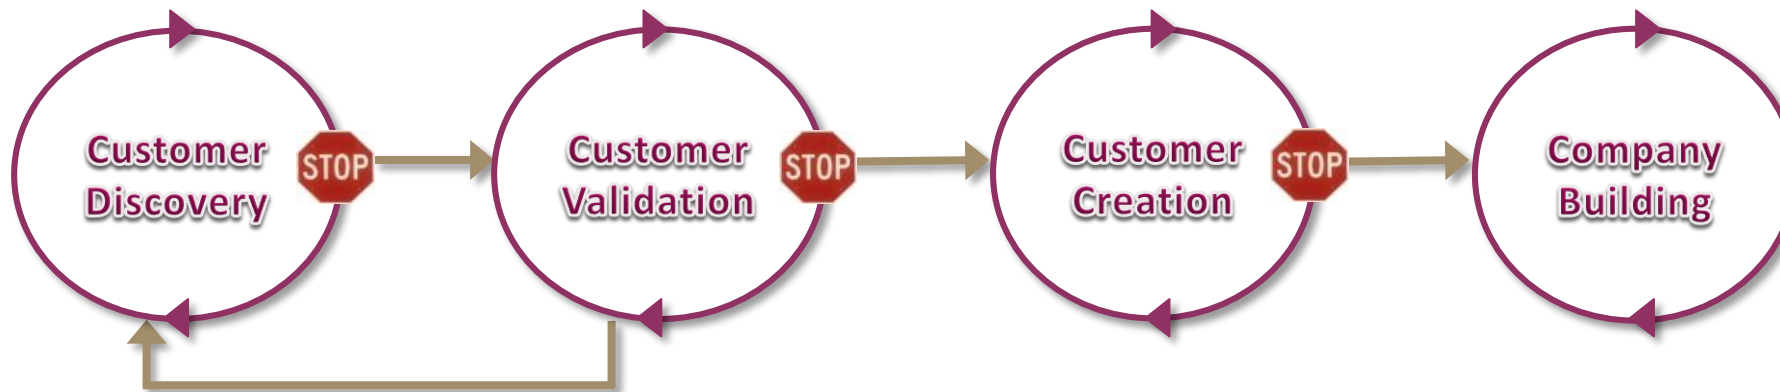 Customer
Discovery
STOP
Customer
Validation
STOP
Customer
Creation
STOP
Company
Building